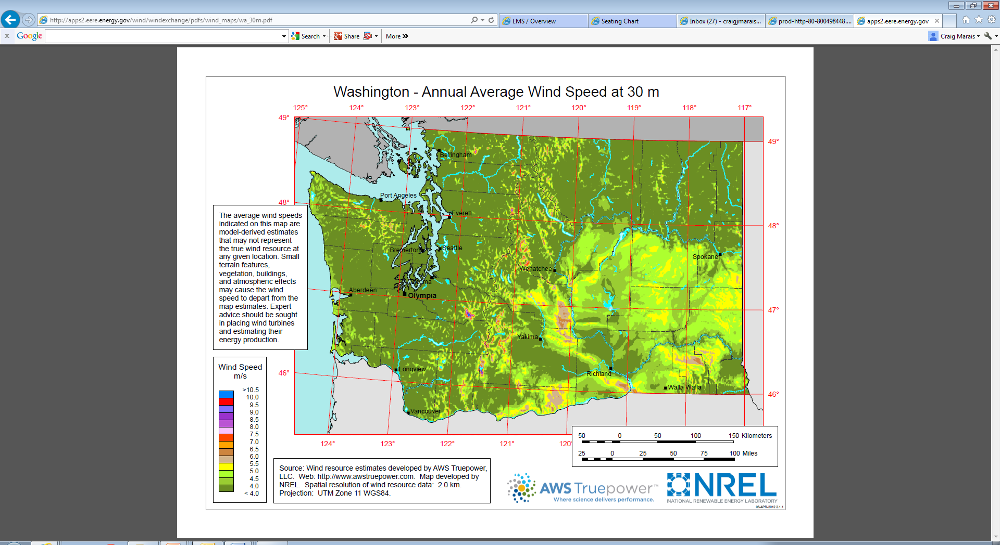 http://apps2.eere.energy.gov/wind/windexchange/pdfs/wind_maps/wa_30m.pdf
LMS / Overview
Seating Chart
Inbox (27) - craigjmarais...
prod-http-80-800498448....
apps2.eere.energy.gov
x Google
Search
Share
More »
Craig Marais
Washington - Annual Average Wind Speed at 30 m
125° 124° 123° 122° 121° 120° 119° 118° 117°
49°
49°
Bellingham
Port Angeles
48°
Everett
48°
Seattle
Bremerton
Spokane
Wenatchee
Aberdeen
Olympia
47°
Yakima
46°
Longview
Richland
Walla Walla
46°
Vancouver
124° 123° 122° 121° 120°
The average wind speeds
indicated on this map are
model-derived estimates
that may not represent
the true wind resource at
any given location. Small
terrain features,
vegetation, buildings,
and atmospheric effects
may cause the wind
speed to depart from the
map estimates. Expert
advice should be sought
in placing wind turbines
and estimating their
energy production.
Wind Speed
m/s
>10.5
10.0
9.5
9.0
8.5
8.0
7.5
7.0
6.5
6.0
5.5
5.0
4.5
4.0
< 4.0
50 0 50 100 150 Kilometers
25 0 25 50 75 100 Miles
Source: Wind resource estimates developed by AWS Truepower,
LLC. Web: http://www.awstruepower.com. Map developed by
NREL. Spatial resolution of wind resource data: 2.0 km.
Projection: UTM Zone 11 WGS84.
AWS Truepower™
Where science delivers performance.
NREL
NATIONAL RENEWABLE ENERGY LABORATORY
06-APR-2012 2.1.1